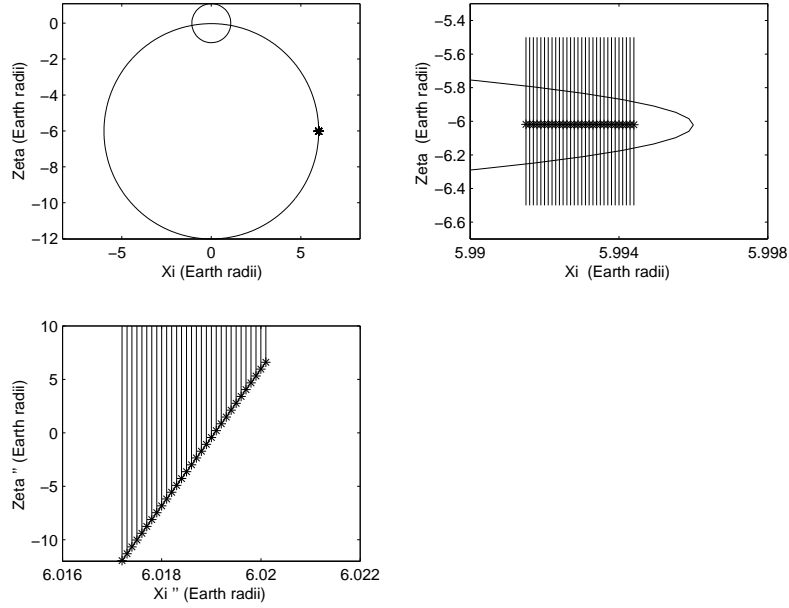 0
−2
−4
−6
−8
−10
−12
−5 0 5
Xi (Earth radii)
Zeta (Earth radii)
−5.4
−5.6
−5.8
−6
−6.2
−6.4
−6.6
5.99 5.994 5.998
Xi (Earth radii)
Zeta (Earth radii)
10
5
0
−5
−10
6.016 6.018 6.02 6.022
Xi '' (Earth radii)
Zeta '' (Earth radii)